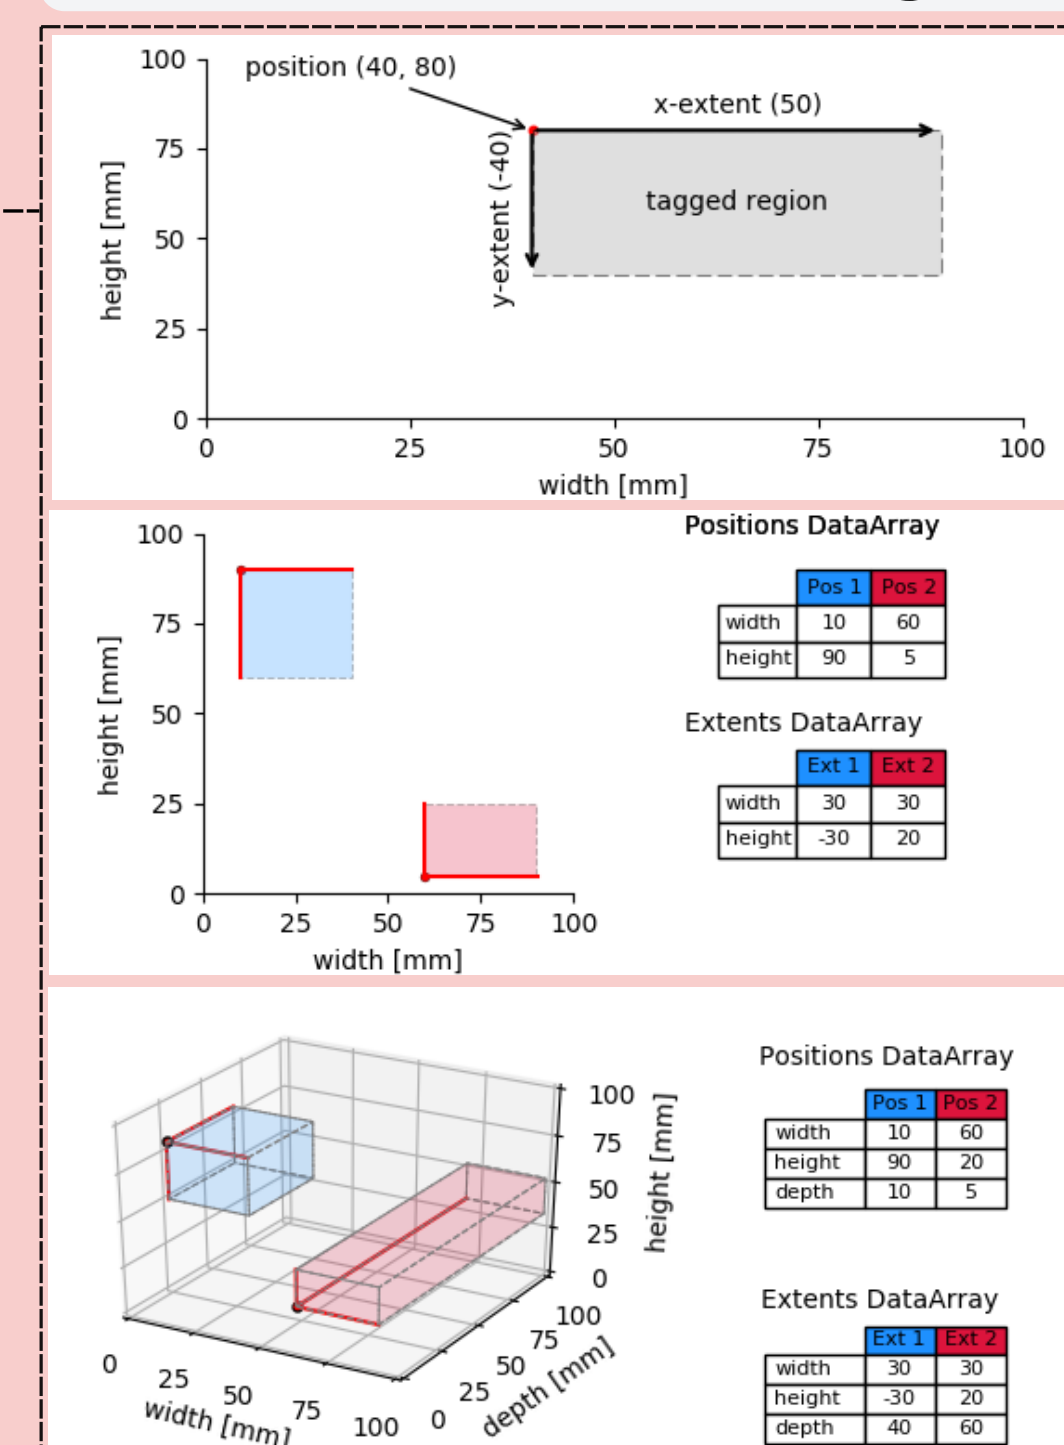 100
position (40, 80)
x-extent (50)
75
y-extent (-40)
tagged region
height [mm]
50
25
0
0 25 50 75 100
width [mm]
Positions DataArray
100
Pos 1 Pos 2
width 10 60
height 90 5
75
height [mm]
50
Extents DataArray
Ext 1 Ext 2
width 30 30
height -30 20
25
0
0 25 50 75 100
width [mm]
Positions DataArray
Pos 1 Pos 2
width 10 60
height 90 20
depth 10 5
100
75
50
25
0
height [mm]
0 25 50 75 100
width [mm]
0 25 50 75 100
depth [mm]
Extents DataArray
Ext 1 Ext 2
width 30 30
height -30 20
depth 40 60